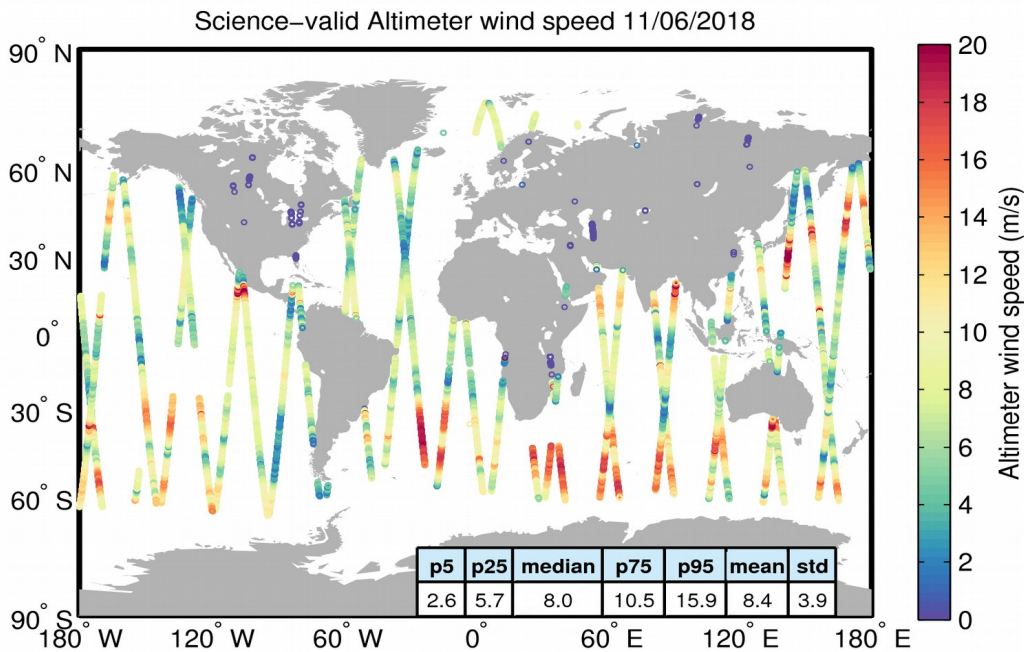 Science−valid Altimeter wind speed 11/06/2018
90° N
60° N
30° N
0°
30° S
60° S
90° S
180° W
120° W
60° W
0°
60° E
120° E
180° E
p5 p25 median p75 p95 mean std
2.6 5.7 8.0 10.5 15.9 8.4 3.9
20
18
16
14
12
10
8
6
4
2
0
Altimeter wind speed (m/s)